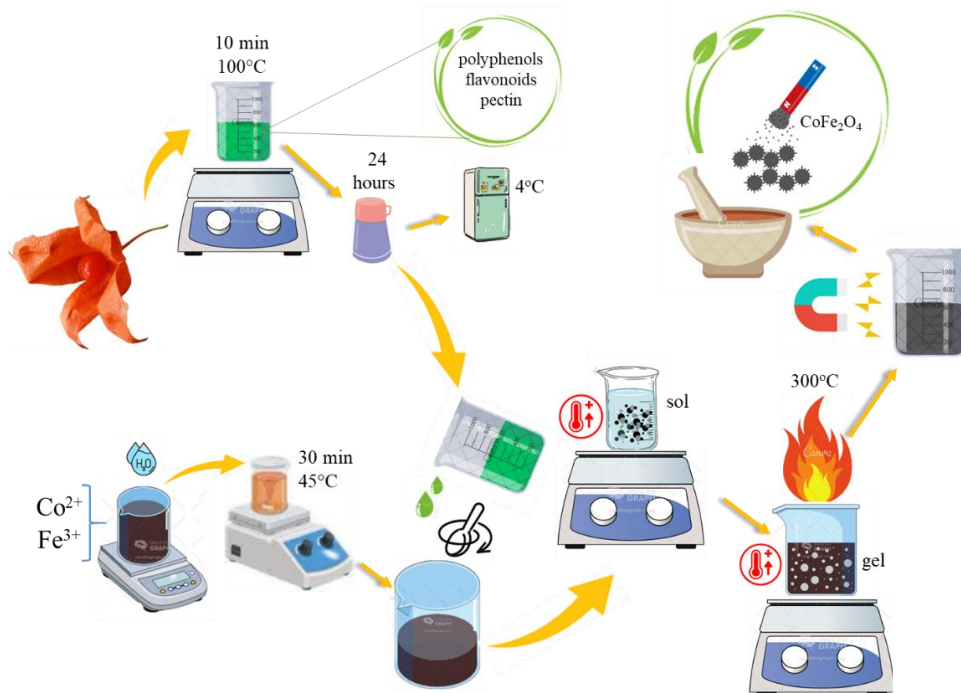 10 min
100°C
polyphenols
flavonoids
pectin
24
hours
4°C
CoFe₂O₄
H₂O
Co²⁺
Fe³⁺
30 min
45°C
sol
300°C
gel